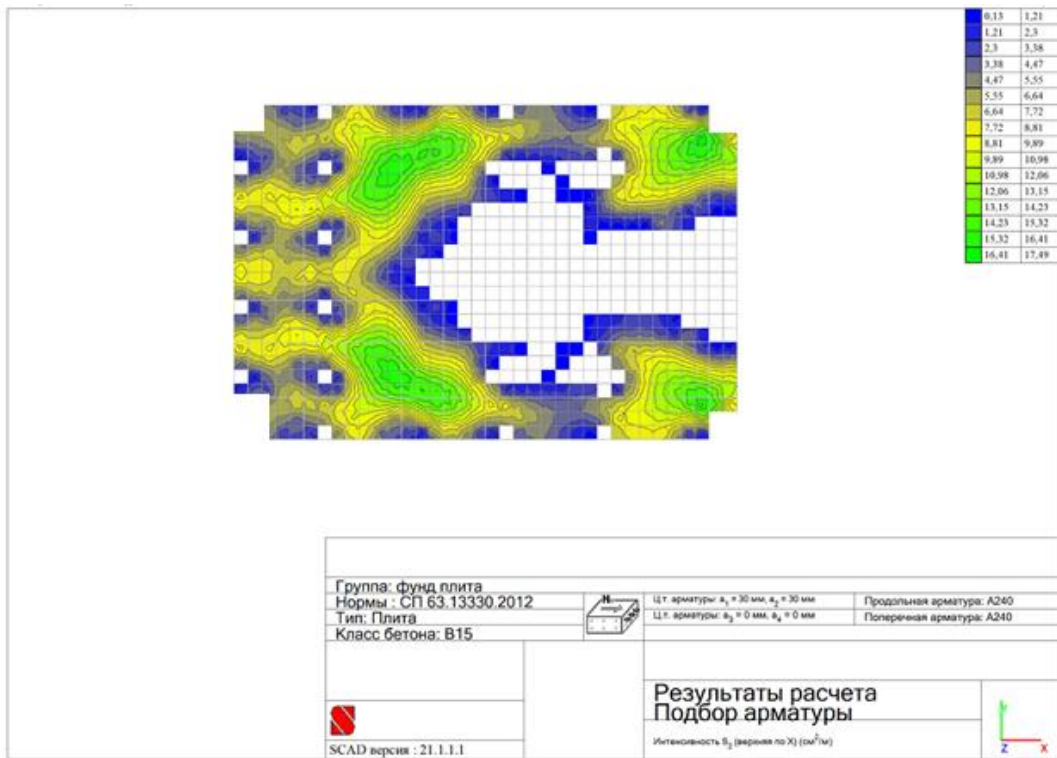 0,13 1,21
1,21 2,3
2,3 3,38
3,38 4,47
4,47 5,55
5,55 6,64
6,64 7,72
7,72 8,81
8,81 9,89
9,89 10,98
10,98 12,06
12,06 13,15
13,15 14,23
14,23 15,32
15,32 16,41
16,41 17,49
Группа: фунд плита
Нормы : СП 63.13330.2012
Тип: Плита
Класс бетона: В15
Ц.т. арматуры: a₁ = 30 мм, a₂ = 30 мм
Ц.т. арматуры: a₃ = 0 мм, a₄ = 0 мм
Продольная арматура: А240
Поперечная арматура: А240
Результаты расчета
Подбор арматуры
Интенсивность S₂ (верхняя по X) (см²/м)
SCAD версия : 21.1.1.1
Y
Z X